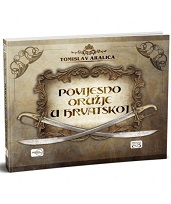 TOMISLAV ARALICA
POVIJESNO
ORUŽJE
U HRVATSKOJ